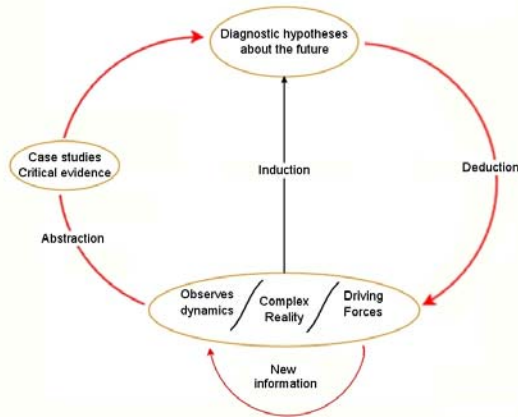 Diagnostic hypotheses
about the future
Case studies
Critical evidence
Induction
Deduction
Abstraction
Observes
dynamics
Complex
Reality
Driving
Forces
New
information